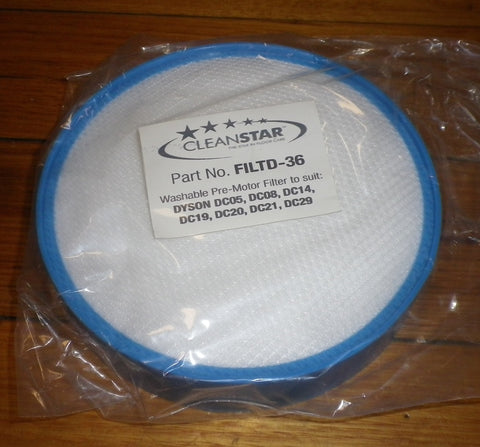 CLEANSTAR
THE STAR IN FLOOR CARE
Part No. FILTD-36
Washable Pre-Motor Filter to suit:
DYSON DC05, DC08, DC14,
DC19, DC20, DC21, DC29